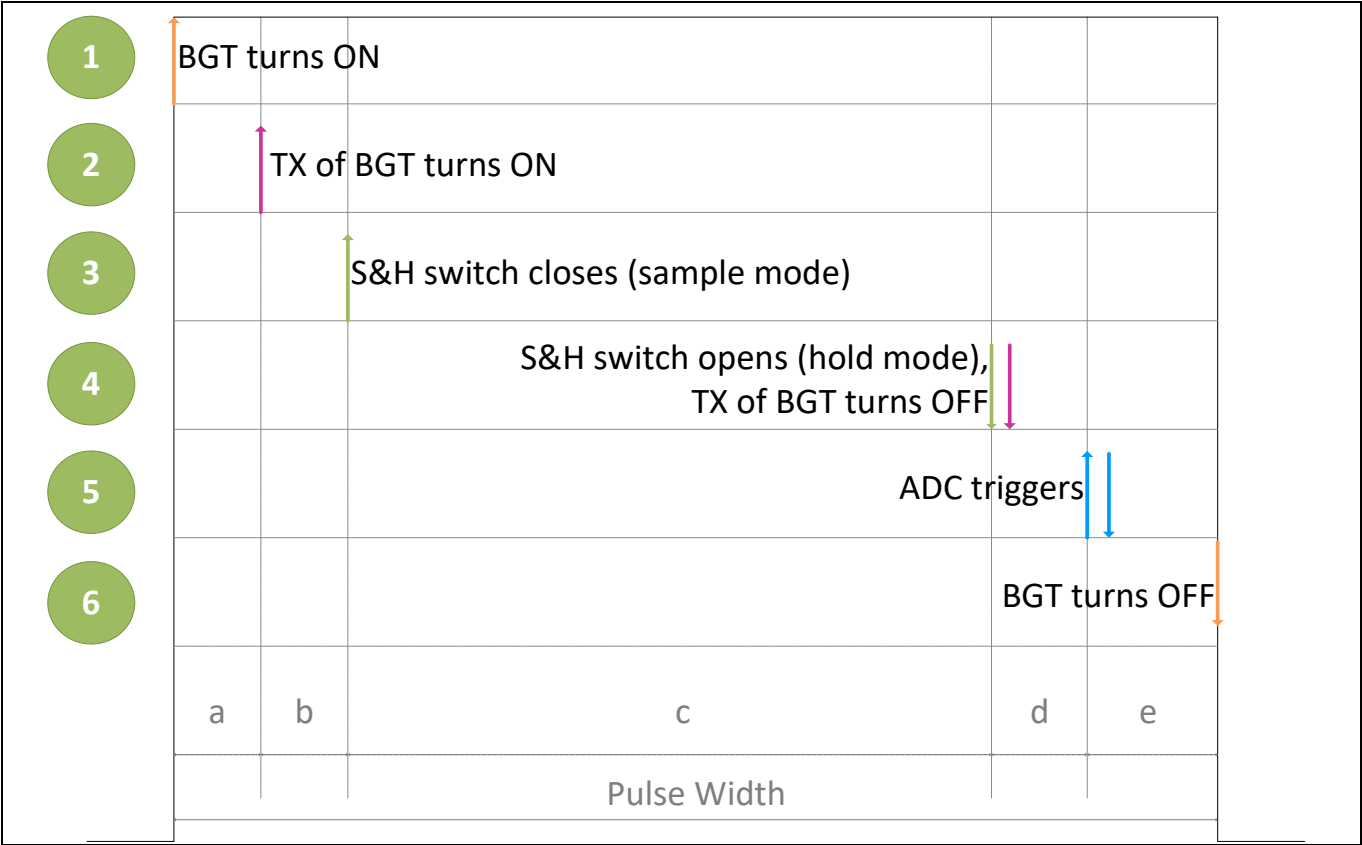 1
BGT turns ON
2
TX of BGT turns ON
3
S&H switch closes (sample mode)
4
S&H switch opens (hold mode),
TX of BGT turns OFF
5
ADC triggers
6
BGT turns OFF
a b c d e
Pulse Width